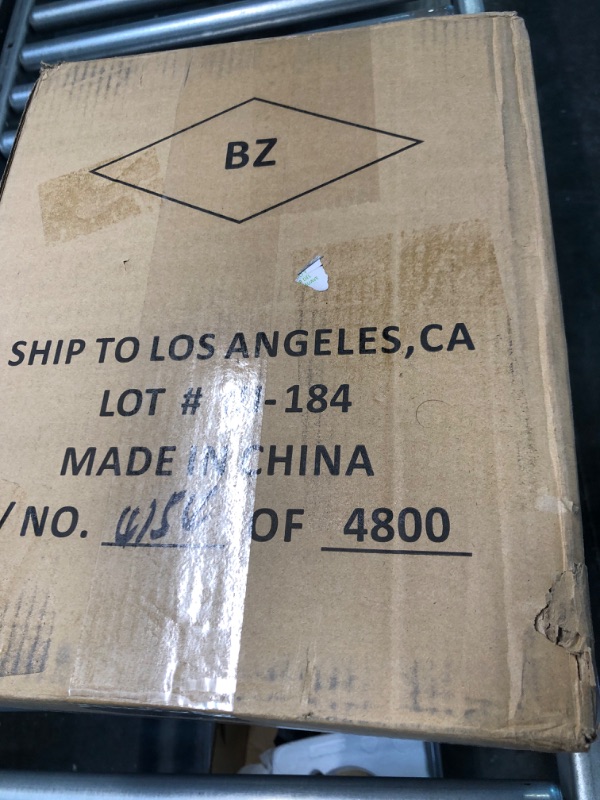 BZ
SHIP TO LOS ANGELES,CA
LOT # -184
MADE IN CHINA
/ NO. OF 4800